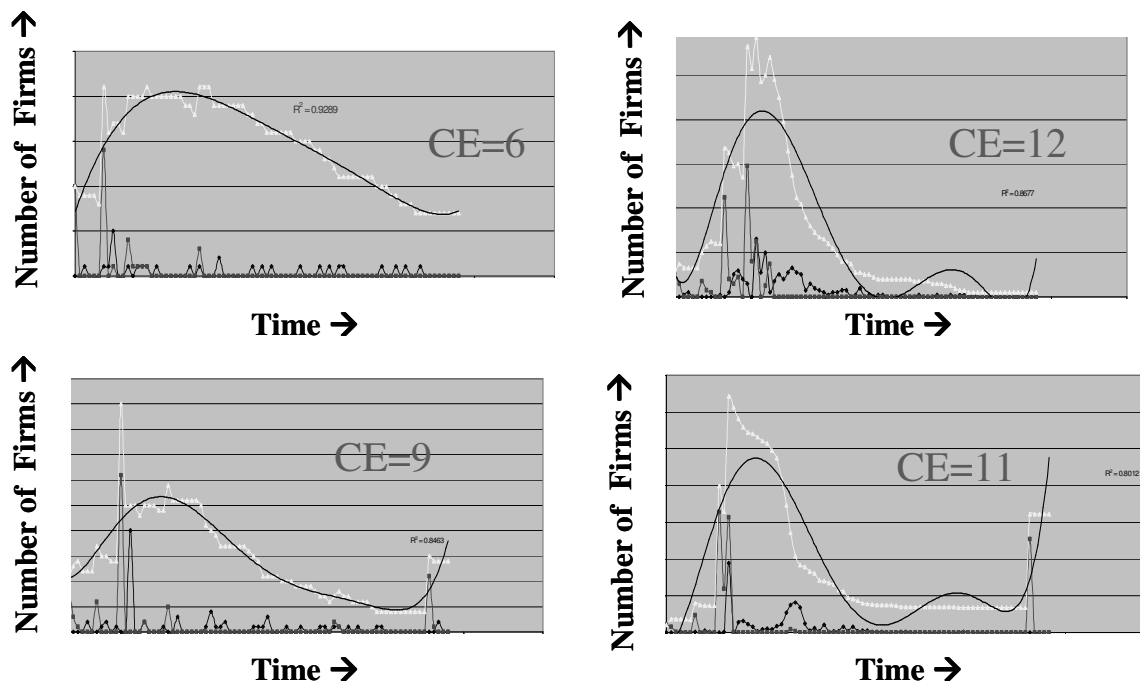 Number of Firms →
R² = 0.9289
CE=6
Time →
Number of Firms →
CE=12
R² = 0.8677
Time →
Number of Firms →
CE=9
R² = 0.8463
Time →
Number of Firms →
CE=11
R² = 0.8012
Time →